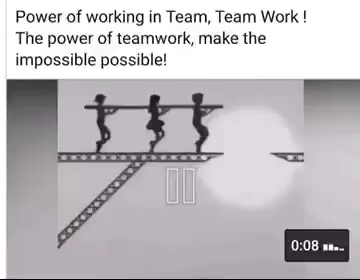 Power of working in Team, Team Work !
The power of teamwork, make the
impossible possible!
0:08